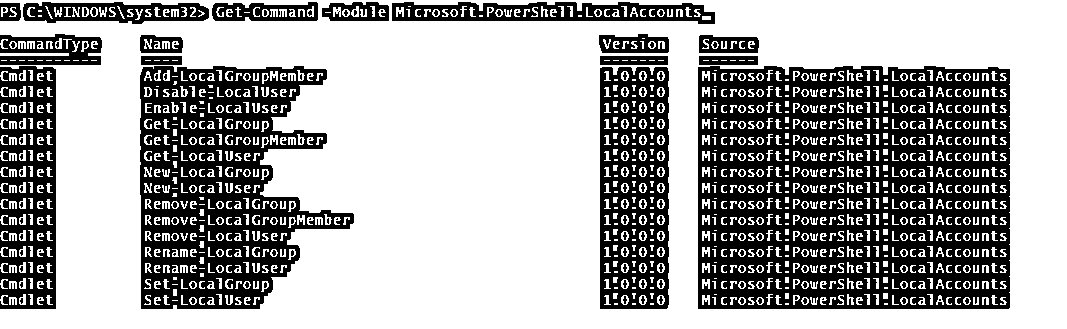 PS C:\WINDOWS\system32> Get-Command -Module Microsoft.PowerShell.LocalAccounts_
CommandType Name Version Source
----------- ---- ------- ------
Cmdlet Add-LocalGroupMember 1.0.0.0 Microsoft.PowerShell.LocalAccounts
Cmdlet Disable-LocalUser 1.0.0.0 Microsoft.PowerShell.LocalAccounts
Cmdlet Enable-LocalUser 1.0.0.0 Microsoft.PowerShell.LocalAccounts
Cmdlet Get-LocalGroup 1.0.0.0 Microsoft.PowerShell.LocalAccounts
Cmdlet Get-LocalGroupMember 1.0.0.0 Microsoft.PowerShell.LocalAccounts
Cmdlet Get-LocalUser 1.0.0.0 Microsoft.PowerShell.LocalAccounts
Cmdlet New-LocalGroup 1.0.0.0 Microsoft.PowerShell.LocalAccounts
Cmdlet New-LocalUser 1.0.0.0 Microsoft.PowerShell.LocalAccounts
Cmdlet Remove-LocalGroup 1.0.0.0 Microsoft.PowerShell.LocalAccounts
Cmdlet Remove-LocalGroupMember 1.0.0.0 Microsoft.PowerShell.LocalAccounts
Cmdlet Remove-LocalUser 1.0.0.0 Microsoft.PowerShell.LocalAccounts
Cmdlet Rename-LocalGroup 1.0.0.0 Microsoft.PowerShell.LocalAccounts
Cmdlet Rename-LocalUser 1.0.0.0 Microsoft.PowerShell.LocalAccounts
Cmdlet Set-LocalGroup 1.0.0.0 Microsoft.PowerShell.LocalAccounts
Cmdlet Set-LocalUser 1.0.0.0 Microsoft.PowerShell.LocalAccounts